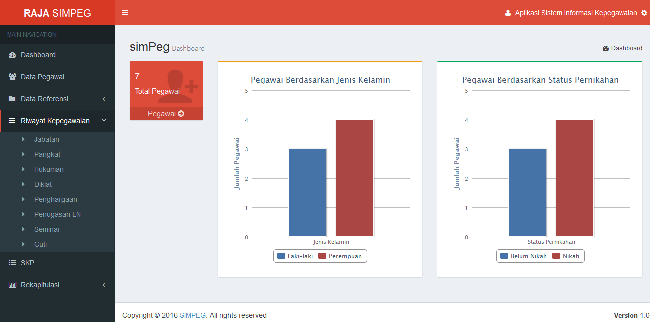 RAJA SIMPEG
Aplikasi Sistem Informasi Kepegawaian
MAIN NAVIGATION
Dashboard
Data Pegawai
Data Referensi
Riwayat Kepegawaian
Jabatan
Pangkat
Hukuman
Diklat
Penghargaan
Penugasan LN
Seminar
Cuti
SKP
Rekapitulasi
simPeg Dashboard
Dashboard
7
Total Pegawai
Pegawai
Pegawai Berdasarkan Jenis Kelamin
Jumlah Pegawai
5
4
3
2
1
0
Jenis Kelamin
Laki-laki Perempuan
Pegawai Berdasarkan Status Pernikahan
Jumlah Pegawai
5
4
3
2
1
0
Status Pernikahan
Belum Nikah Nikah
Copyright © 2016 SIMPEG. All rights reserved
Version 1.0